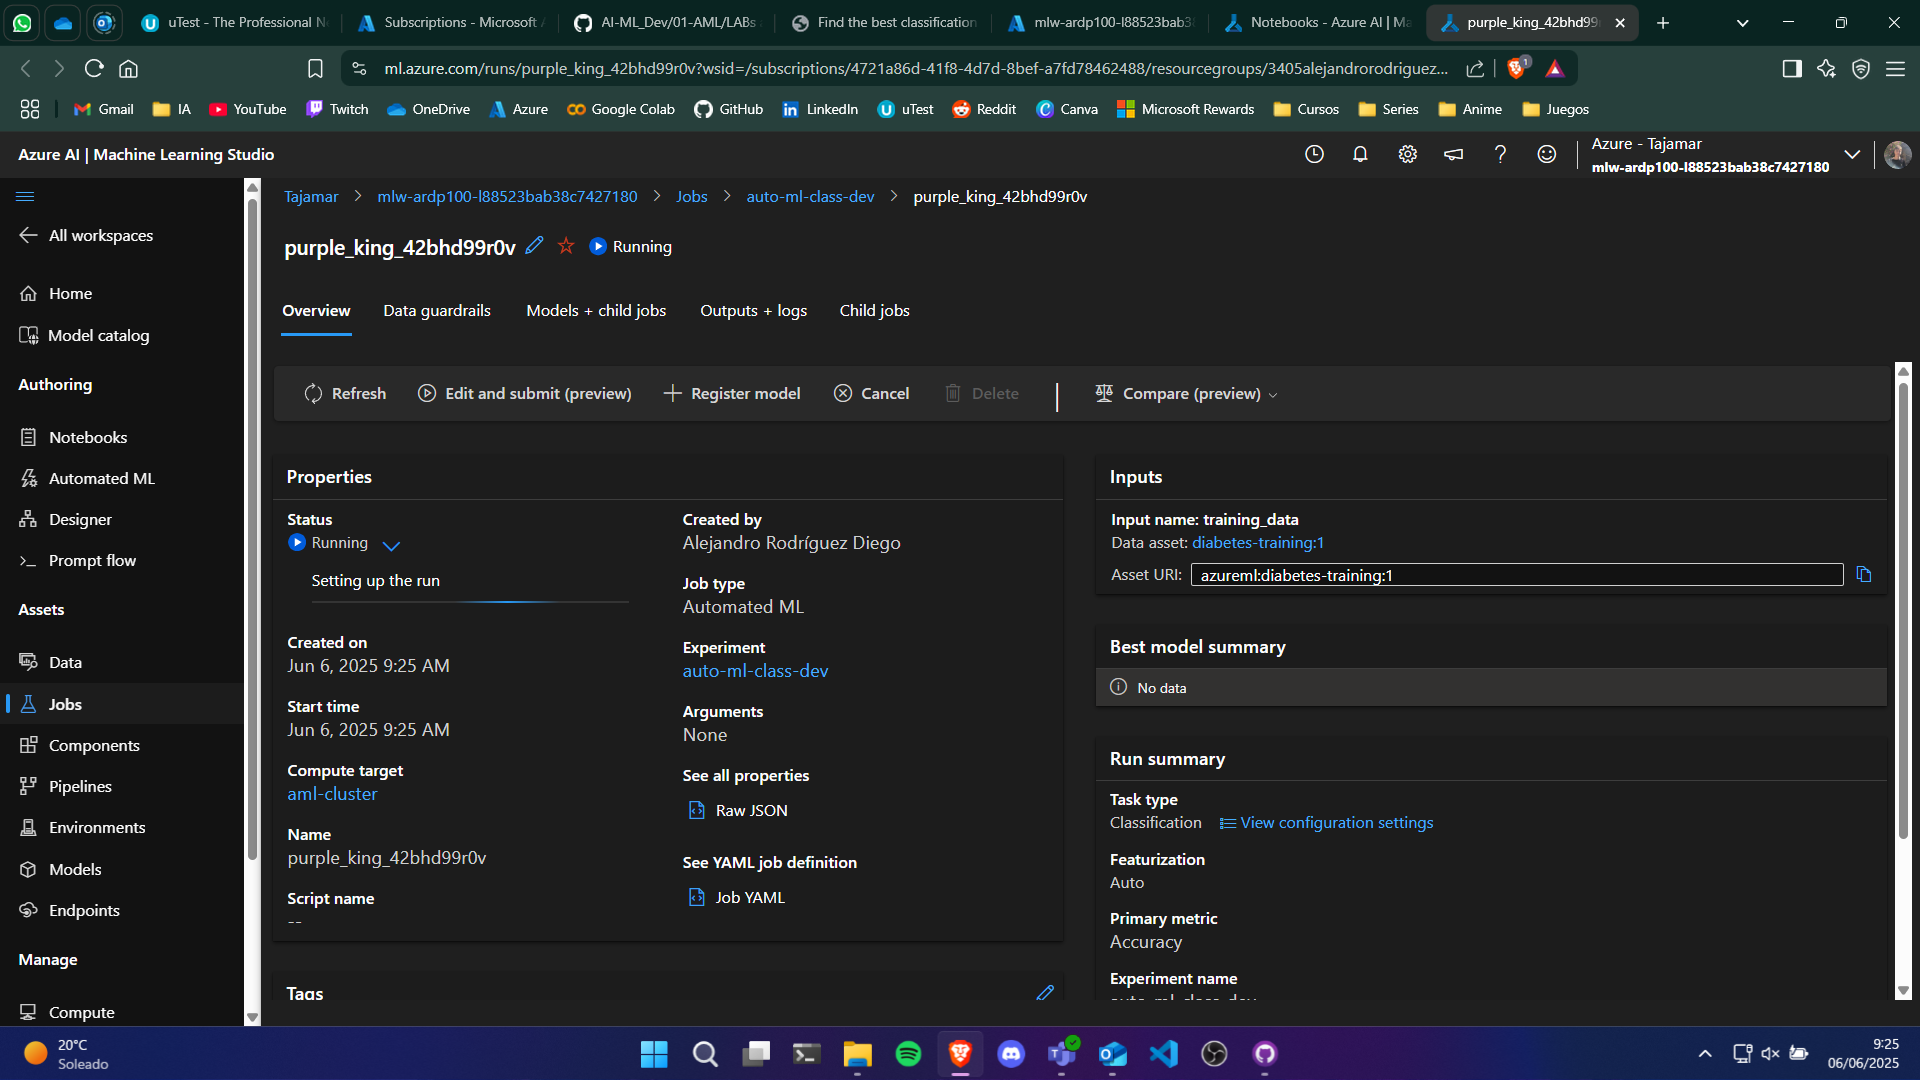 uTest - The Professional
Subscriptions - Microsoft
AI-ML_Dev/01-AML/LABs
Find the best classification
mlw-ardp100-l88523bab3
Notebooks - Azure AI | Ma
purple_king_42bhd99
ml.azure.com/runs/purple_king_42bhd99r0v?wsid=/subscriptions/4721a86d-41f8-4d7d-8bef-a7fd78462488/resourcegroups/3405alejandrorodriguez...
1
Gmail
IA
YouTube
Twitch
OneDrive
Azure
Google Colab
GitHub
LinkedIn
uTest
Reddit
Canva
Microsoft Rewards
Cursos
Series
Anime
Juegos
Azure AI | Machine Learning Studio
Azure - Tajamar
mlw-ardp100-l88523bab38c7427180
Tajamar > mlw-ardp100-l88523bab38c7427180 > Jobs > auto-ml-class-dev > purple_king_42bhd99r0v
All workspaces
Home
Model catalog
Authoring
Notebooks
Automated ML
Designer
Prompt flow
Assets
Data
Jobs
Components
Pipelines
Environments
Models
Endpoints
Manage
Compute
purple_king_42bhd99r0v Running
Overview
Data guardrails
Models + child jobs
Outputs + logs
Child jobs
Refresh
Edit and submit (preview)
Register model
Cancel
Delete
Compare (preview)
Properties
Status
Running
Setting up the run
Created on
Jun 6, 2025 9:25 AM
Start time
Jun 6, 2025 9:25 AM
Compute target
aml-cluster
Name
purple_king_42bhd99r0v
Script name
--
Created by
Alejandro Rodríguez Diego
Job type
Automated ML
Experiment
auto-ml-class-dev
Arguments
None
See all properties
Raw JSON
See YAML job definition
Job YAML
Tags
Inputs
Input name: training_data
Data asset: diabetes-training:1
Asset URI: azureml:diabetes-training:1
Best model summary
No data
Run summary
Task type
Classification View configuration settings
Featurization
Auto
Primary metric
Accuracy
Experiment name
auto-ml-class-dev
20°C
Soleado
9:25
06/06/2025